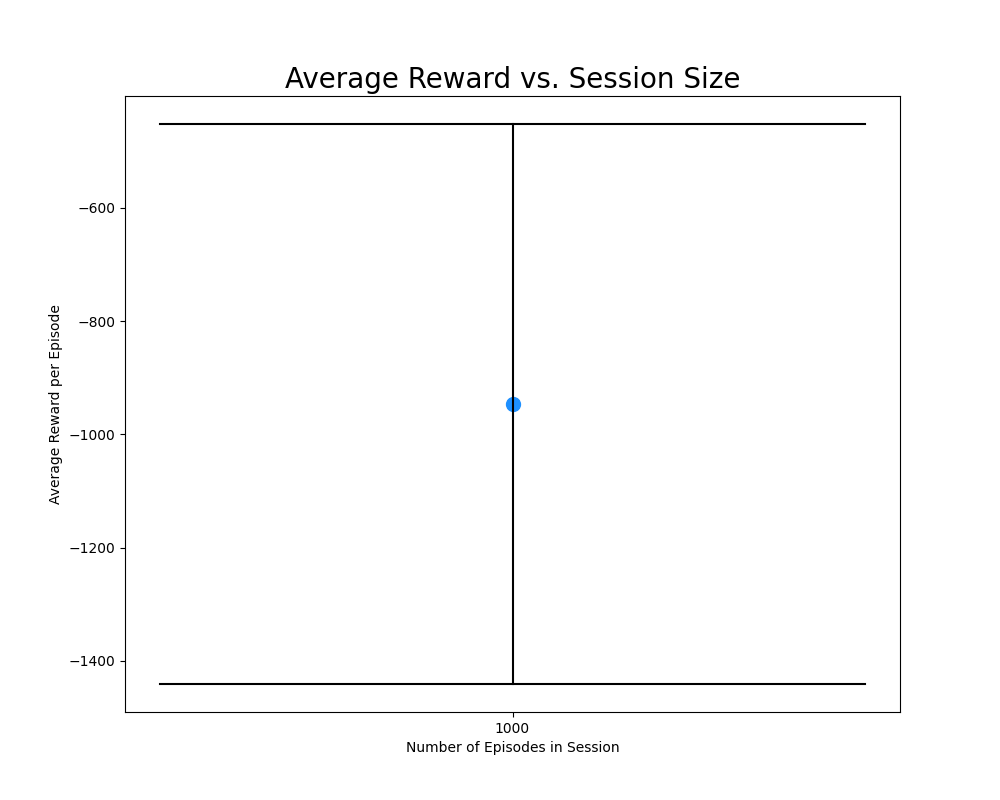 Average Reward vs. Session Size
Average Reward per Episode
−600
−800
−1000
−1200
−1400
1000
Number of Episodes in Session